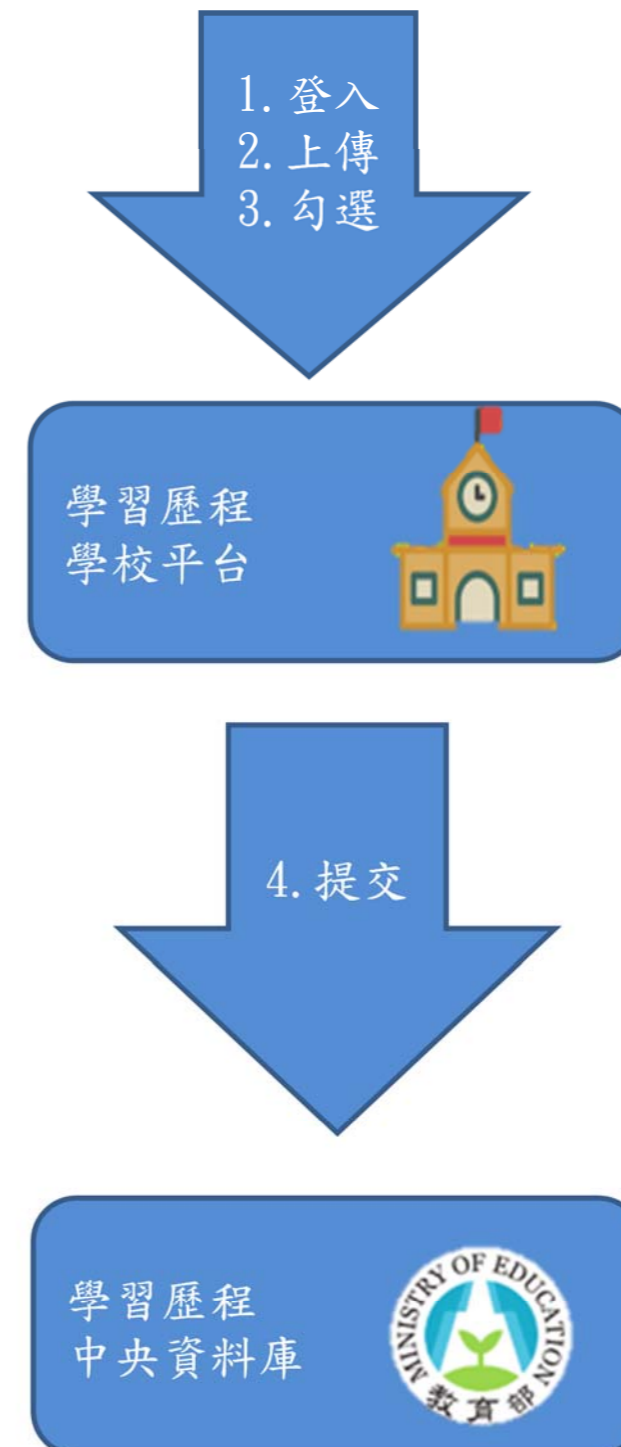 1. 登入
2. 上傳
3. 勾選
學習歷程
學校平台
4. 提交
學習歷程
中央資料庫
MINISTRY OF EDUCATION
教育部